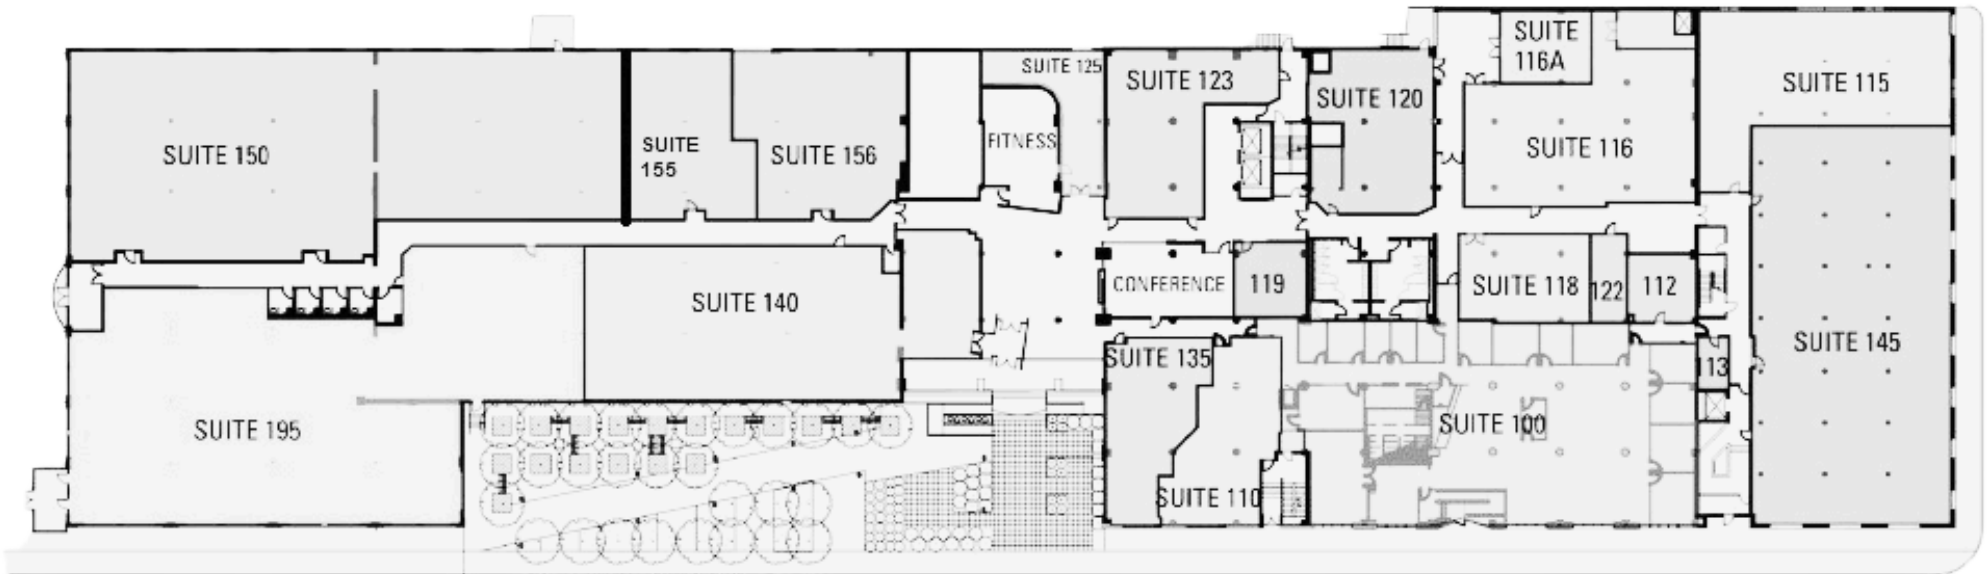 SUITE 150
SUITE
155
SUITE 156
FITNESS
SUITE 125
SUITE 123
SUITE 120
SUITE
116A
SUITE 116
SUITE 115
SUITE 140
CONFERENCE
119
SUITE 118
122
112
SUITE 145
SUITE 195
SUITE 135
SUITE 110
SUITE 100
113